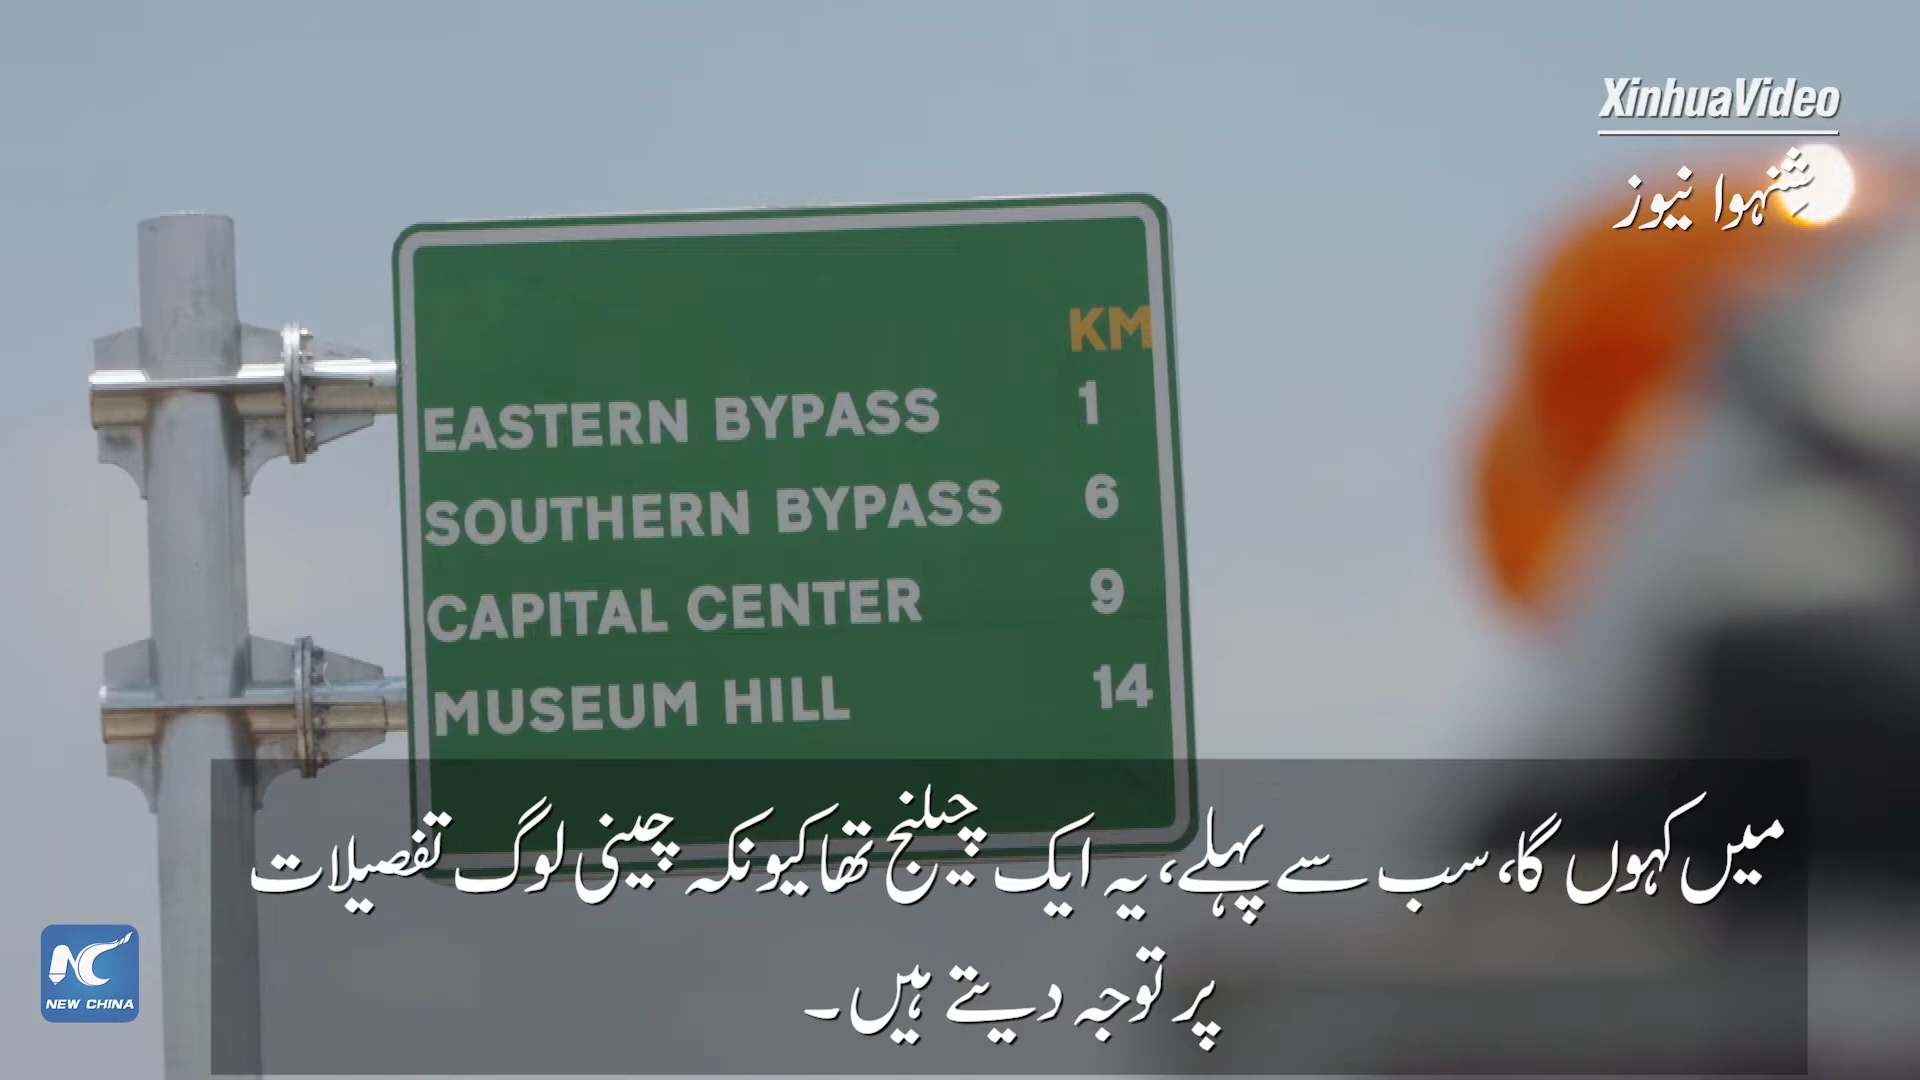 XinhuaVideo
شِنہوا نیوز
KM
EASTERN BYPASS 1
SOUTHERN BYPASS 6
CAPITAL CENTER 9
MUSEUM HILL 14
میں کہوں گا، سب سے پہلے، یہ ایک چیلنج تھا کیونکہ چینی لوگ تفصیلات
پر توجہ دیتے ہیں۔
NEW CHINA